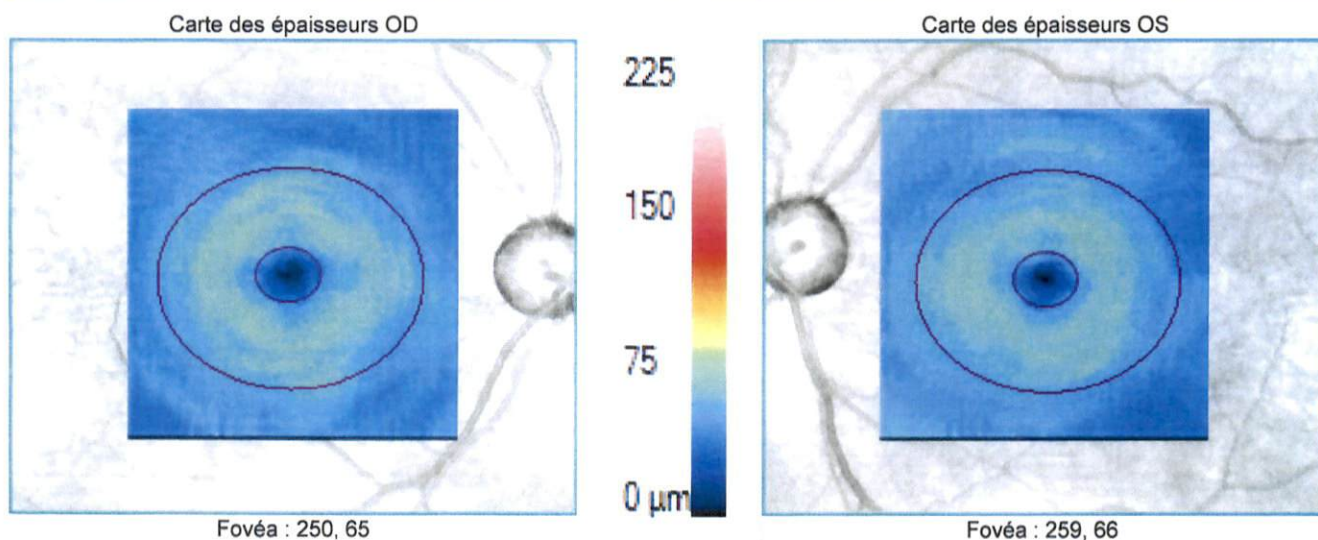 Carte des épaisseurs OD
Carte des épaisseurs OS
225
150
75
0 µm
Fovéa : 250, 65
Fovéa : 259, 66